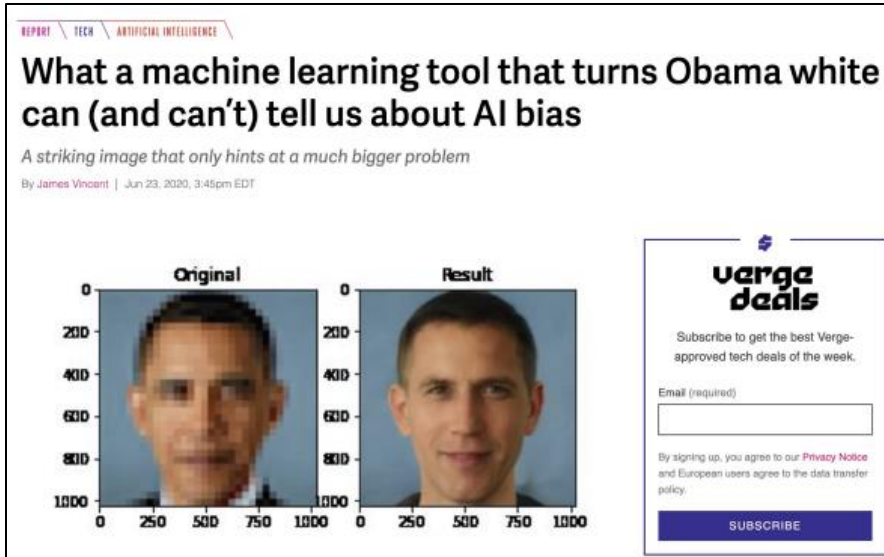 REPORT \ TECH \ ARTIFICIAL INTELLIGENCE \
What a machine learning tool that turns Obama white
can (and can't) tell us about AI bias
A striking image that only hints at a much bigger problem
By James Vincent | Jun 23, 2020, 3:45pm EDT
Original
0
200
400
600
800
1000
0 250 500 750 1000
Result
0
200
400
600
800
1000
0 250 500 750 1000
verge
deals
Subscribe to get the best Verge-
approved tech deals of the week.
Email (required)
By signing up, you agree to our Privacy Notice
and European users agree to the data transfer
policy.
SUBSCRIBE